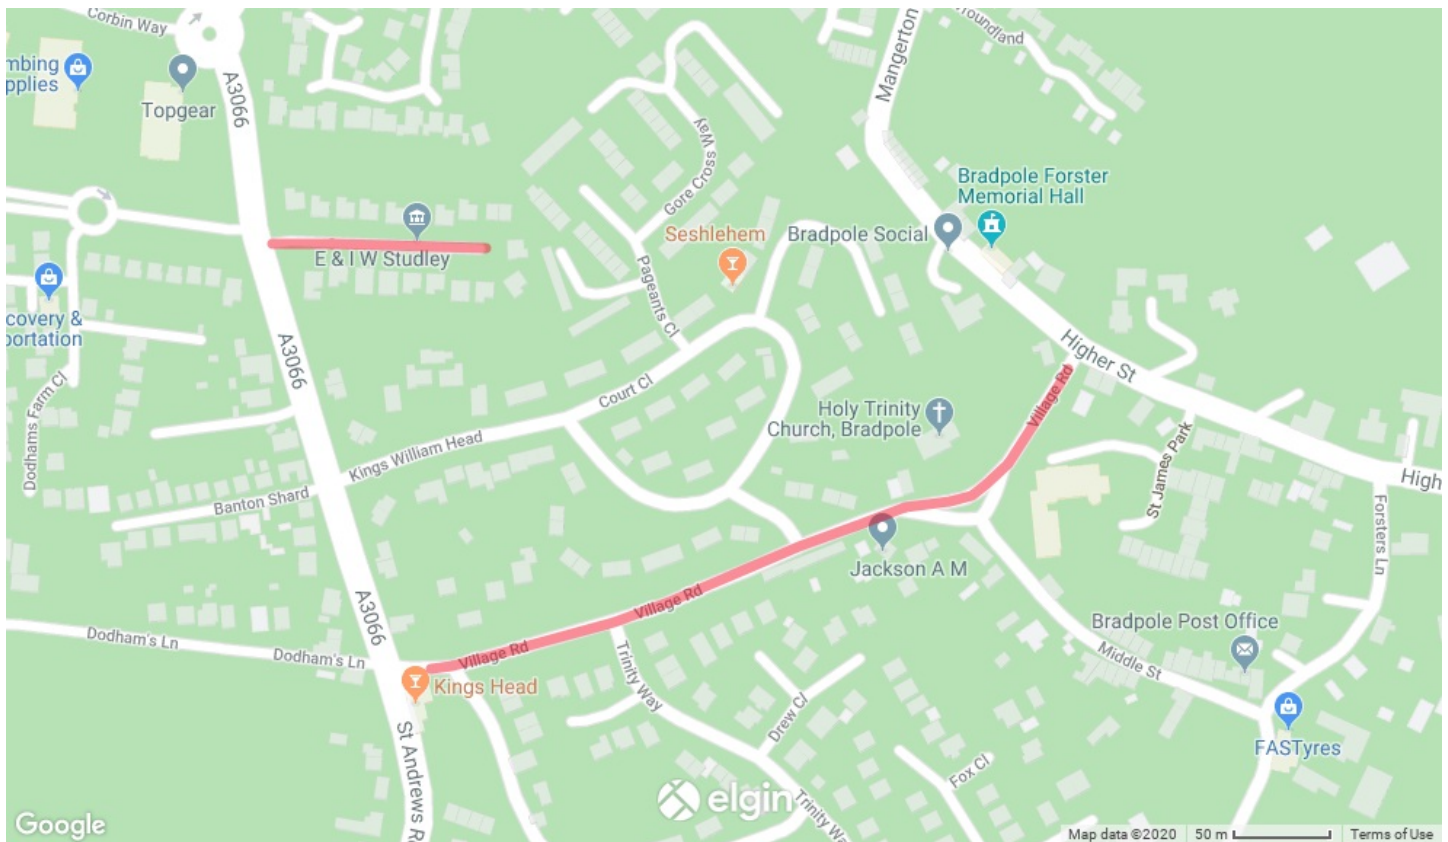 Corbin Way
mbing
pplies
Topgear
A3066
Mangerton
roundland
Gore Cross Way
Bradpole Forster
Memorial Hall
Bradpole Social
Seshlehem
E & I W Studley
Pageants Cl
covery &
portation
A3066
Higher St
Court Cl
Village Rd
Holy Trinity
Church, Bradpole
Dodhams Farm Cl
Kings William Head
Banton Shard
St James Park
High
Forsters Ln
Jackson A M
A3066
Village Rd
Village Rd
Dodham's Ln
Dodham's Ln
Kings Head
Trinity Way
Bradpole Post Office
Middle St
Drew Cl
St Andrews R
FASTyres
Fox Cl
elgin
Trinity Wa
Google
Map data ©2020
50 m
Terms of Use